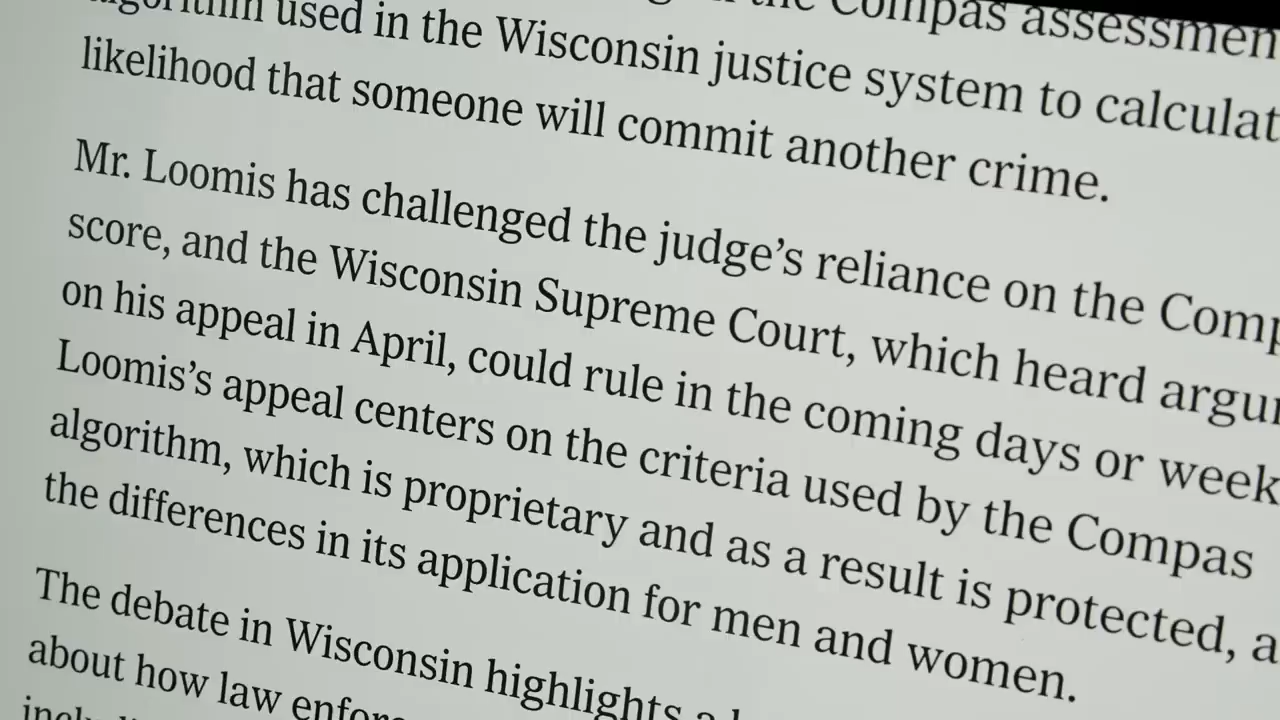 the Compas assessmen
algorithm used in the Wisconsin justice system to calculat
likelihood that someone will commit another crime.
Mr. Loomis has challenged the judge’s reliance on the Comp
score, and the Wisconsin Supreme Court, which heard argu
on his appeal in April, could rule in the coming days or week
Loomis’s appeal centers on the criteria used by the Compas
algorithm, which is proprietary and as a result is protected, a
the differences in its application for men and women.
The debate in Wisconsin highlights a
about how law enforc